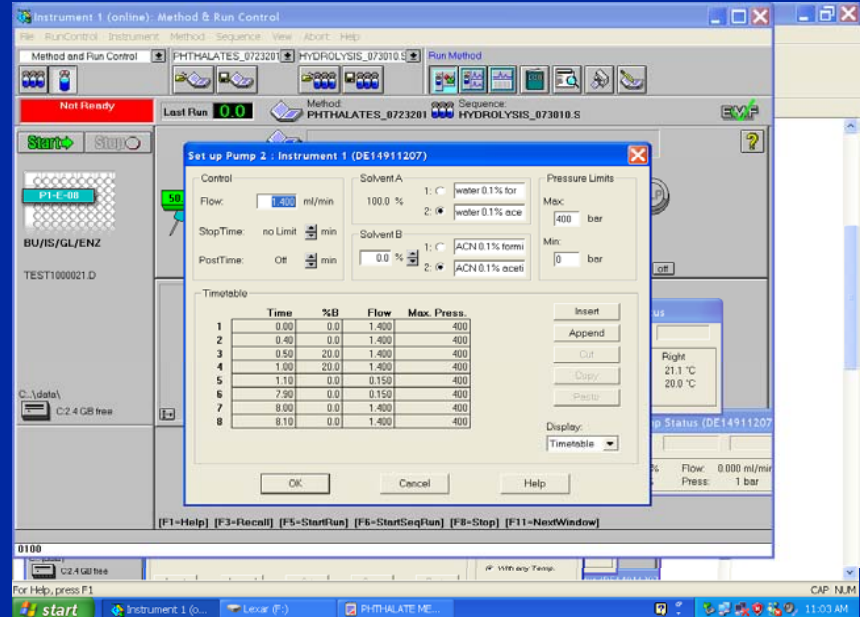 Instrument 1 (online): Method & Run Control
File RunControl Instrument Method Sequence View Abort Help
Method and Run Control PHTHALATES_0723201 HYDROLYSIS_073010.S Run Method
Not Ready
Last Run 0.0
Method: PHTHALATES_0723201
Sequence: HYDROLYSIS_073010.S
EMF
Start Stop
P1-E-08
BU/IS/GL/ENZ
TEST1000021.D
C:\data\
C:2.4 GB free
Set up Pump 2 : Instrument 1 (DE14911207)
Control
Flow: 1.400 ml/min
StopTime: no Limit min
PostTime: Off min
Solvent A
100.0 %
1: water 0.1% for
2: water 0.1% ace
Solvent B
0.0 %
1: ACN 0.1% formi
2: ACN 0.1% aceti
Pressure Limits
Max:
400 bar
Min:
0 bar
Timetable
Time %B Flow Max. Press.
1 0.00 0.0 1.400 400
2 0.40 0.0 1.400 400
3 0.50 20.0 1.400 400
4 1.00 20.0 1.400 400
5 1.10 0.0 0.150 400
6 7.90 0.0 0.150 400
7 8.00 0.0 1.400 400
8 8.10 0.0 1.400 400
Insert
Append
Cut
Copy
Paste
Display:
Timetable
OK Cancel Help
off
Right
21.1 °C
20.0 °C
Status (DE14911207
Flow: 0.000 ml/min
Press: 1 bar
[F1=Help] [F3=Recall] [F5=StartRun] [F6=StartSeqRun] [F8=Stop] [F11=NextWindow]
0100
C:2.4 GB free
With any Temp.
For Help, press F1
CAP NUM
start Instrument 1 (o... Lexar (F:) PHTHALATE ME... 11:03 AM